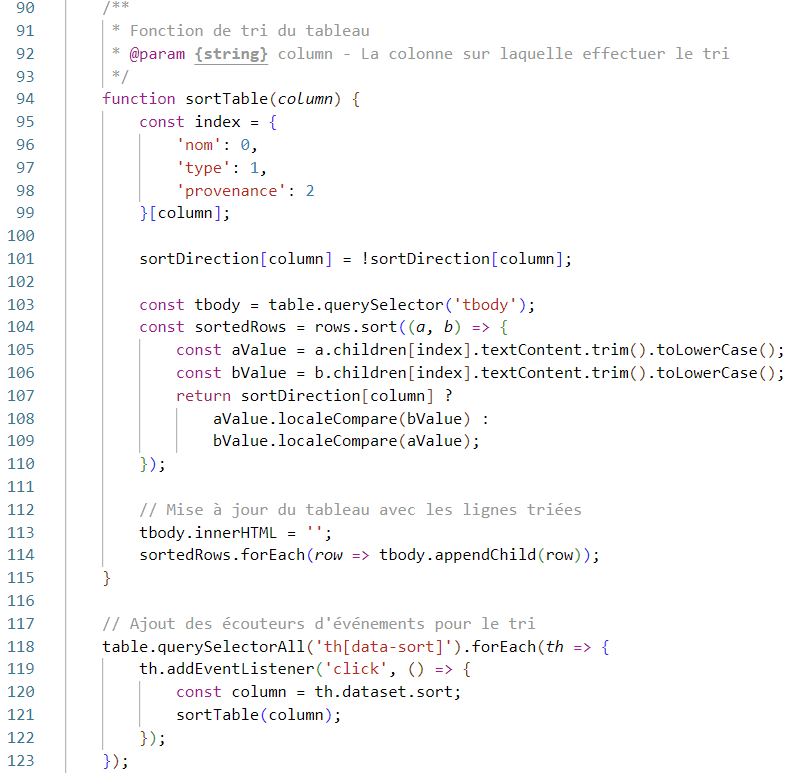 90 /**
91 * Fonction de tri du tableau
92 * @param {string} column - La colonne sur laquelle effectuer le tri
93 */
94 function sortTable(column) {
95 const index = {
96 'nom': 0,
97 'type': 1,
98 'provenance': 2
99 }[column];
100
101 sortDirection[column] = !sortDirection[column];
102
103 const tbody = table.querySelector('tbody');
104 const sortedRows = rows.sort((a, b) => {
105 const aValue = a.children[index].textContent.trim().toLowerCase();
106 const bValue = b.children[index].textContent.trim().toLowerCase();
107 return sortDirection[column] ?
108 aValue.localeCompare(bValue) :
109 bValue.localeCompare(aValue);
110 });
111
112 // Mise à jour du tableau avec les lignes triées
113 tbody.innerHTML = '';
114 sortedRows.forEach(row => tbody.appendChild(row));
115 }
116
117 // Ajout des écouteurs d'événements pour le tri
118 table.querySelectorAll('th[data-sort]').forEach(th => {
119 th.addEventListener('click', () => {
120 const column = th.dataset.sort;
121 sortTable(column);
122 });
123 });